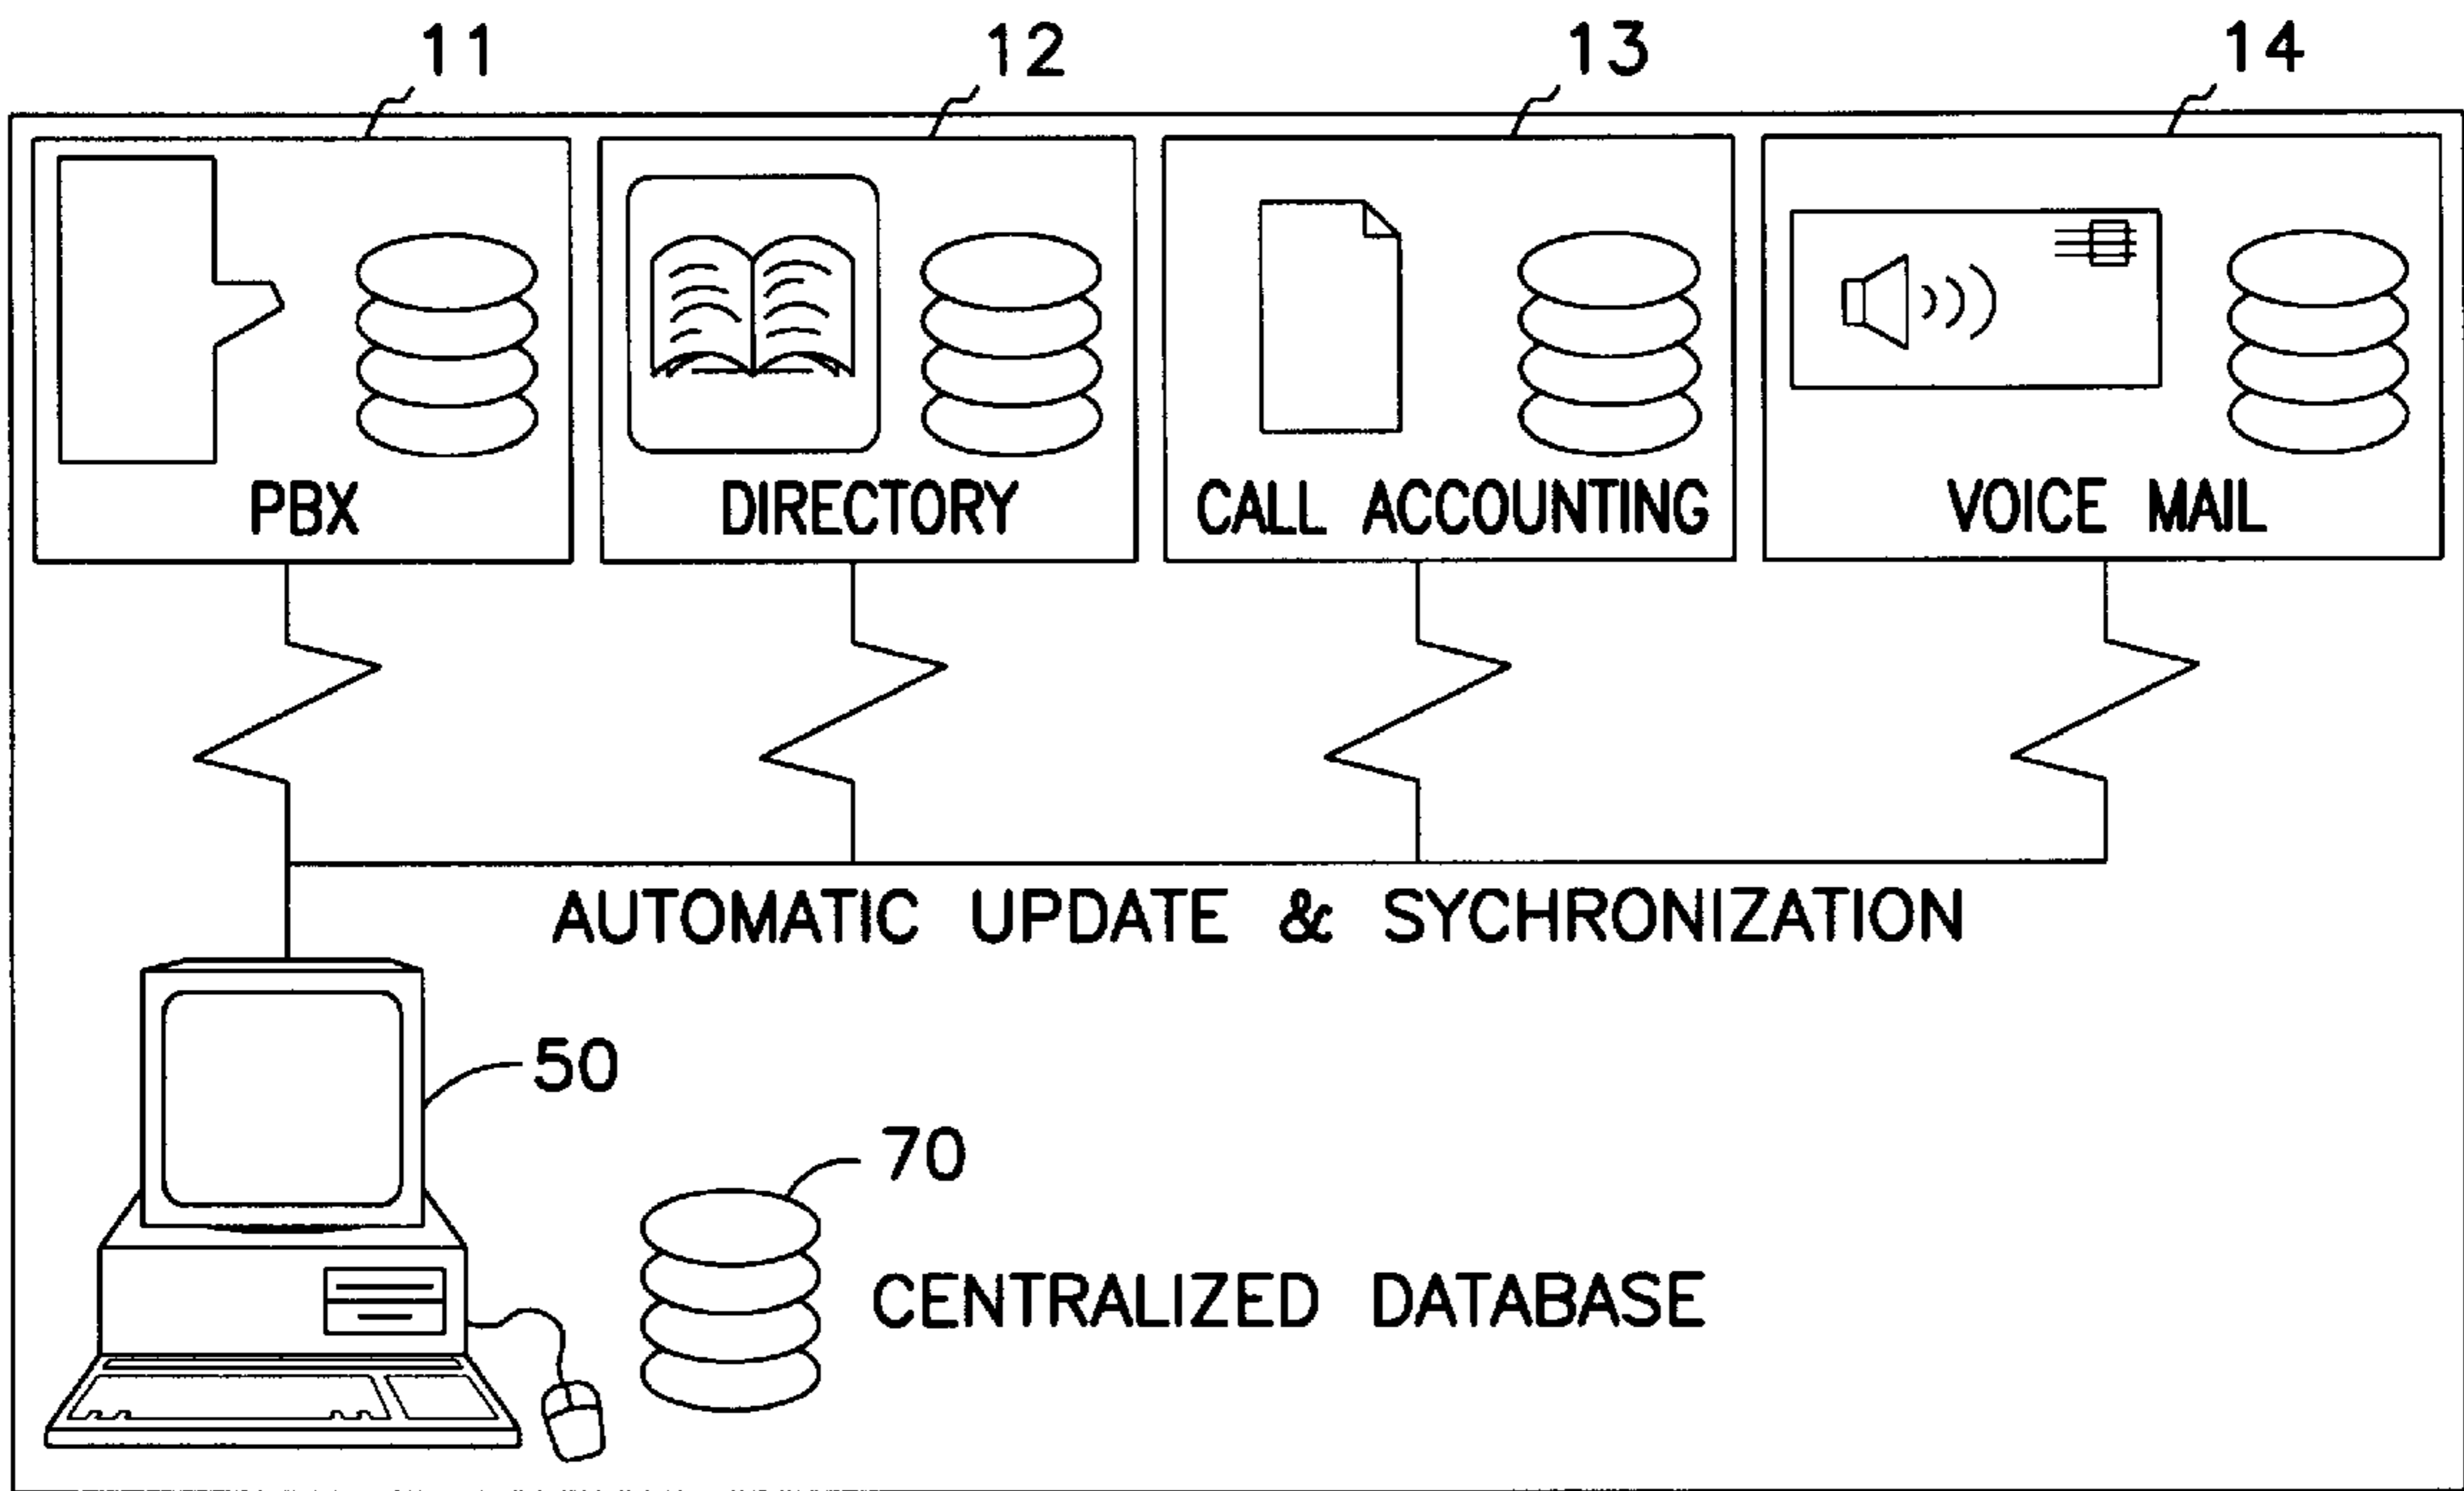 11
12
13
14
PBX
DIRECTORY
CALL ACCOUNTING
VOICE MAIL
AUTOMATIC UPDATE & SYCHRONIZATION
50
70
CENTRALIZED DATABASE